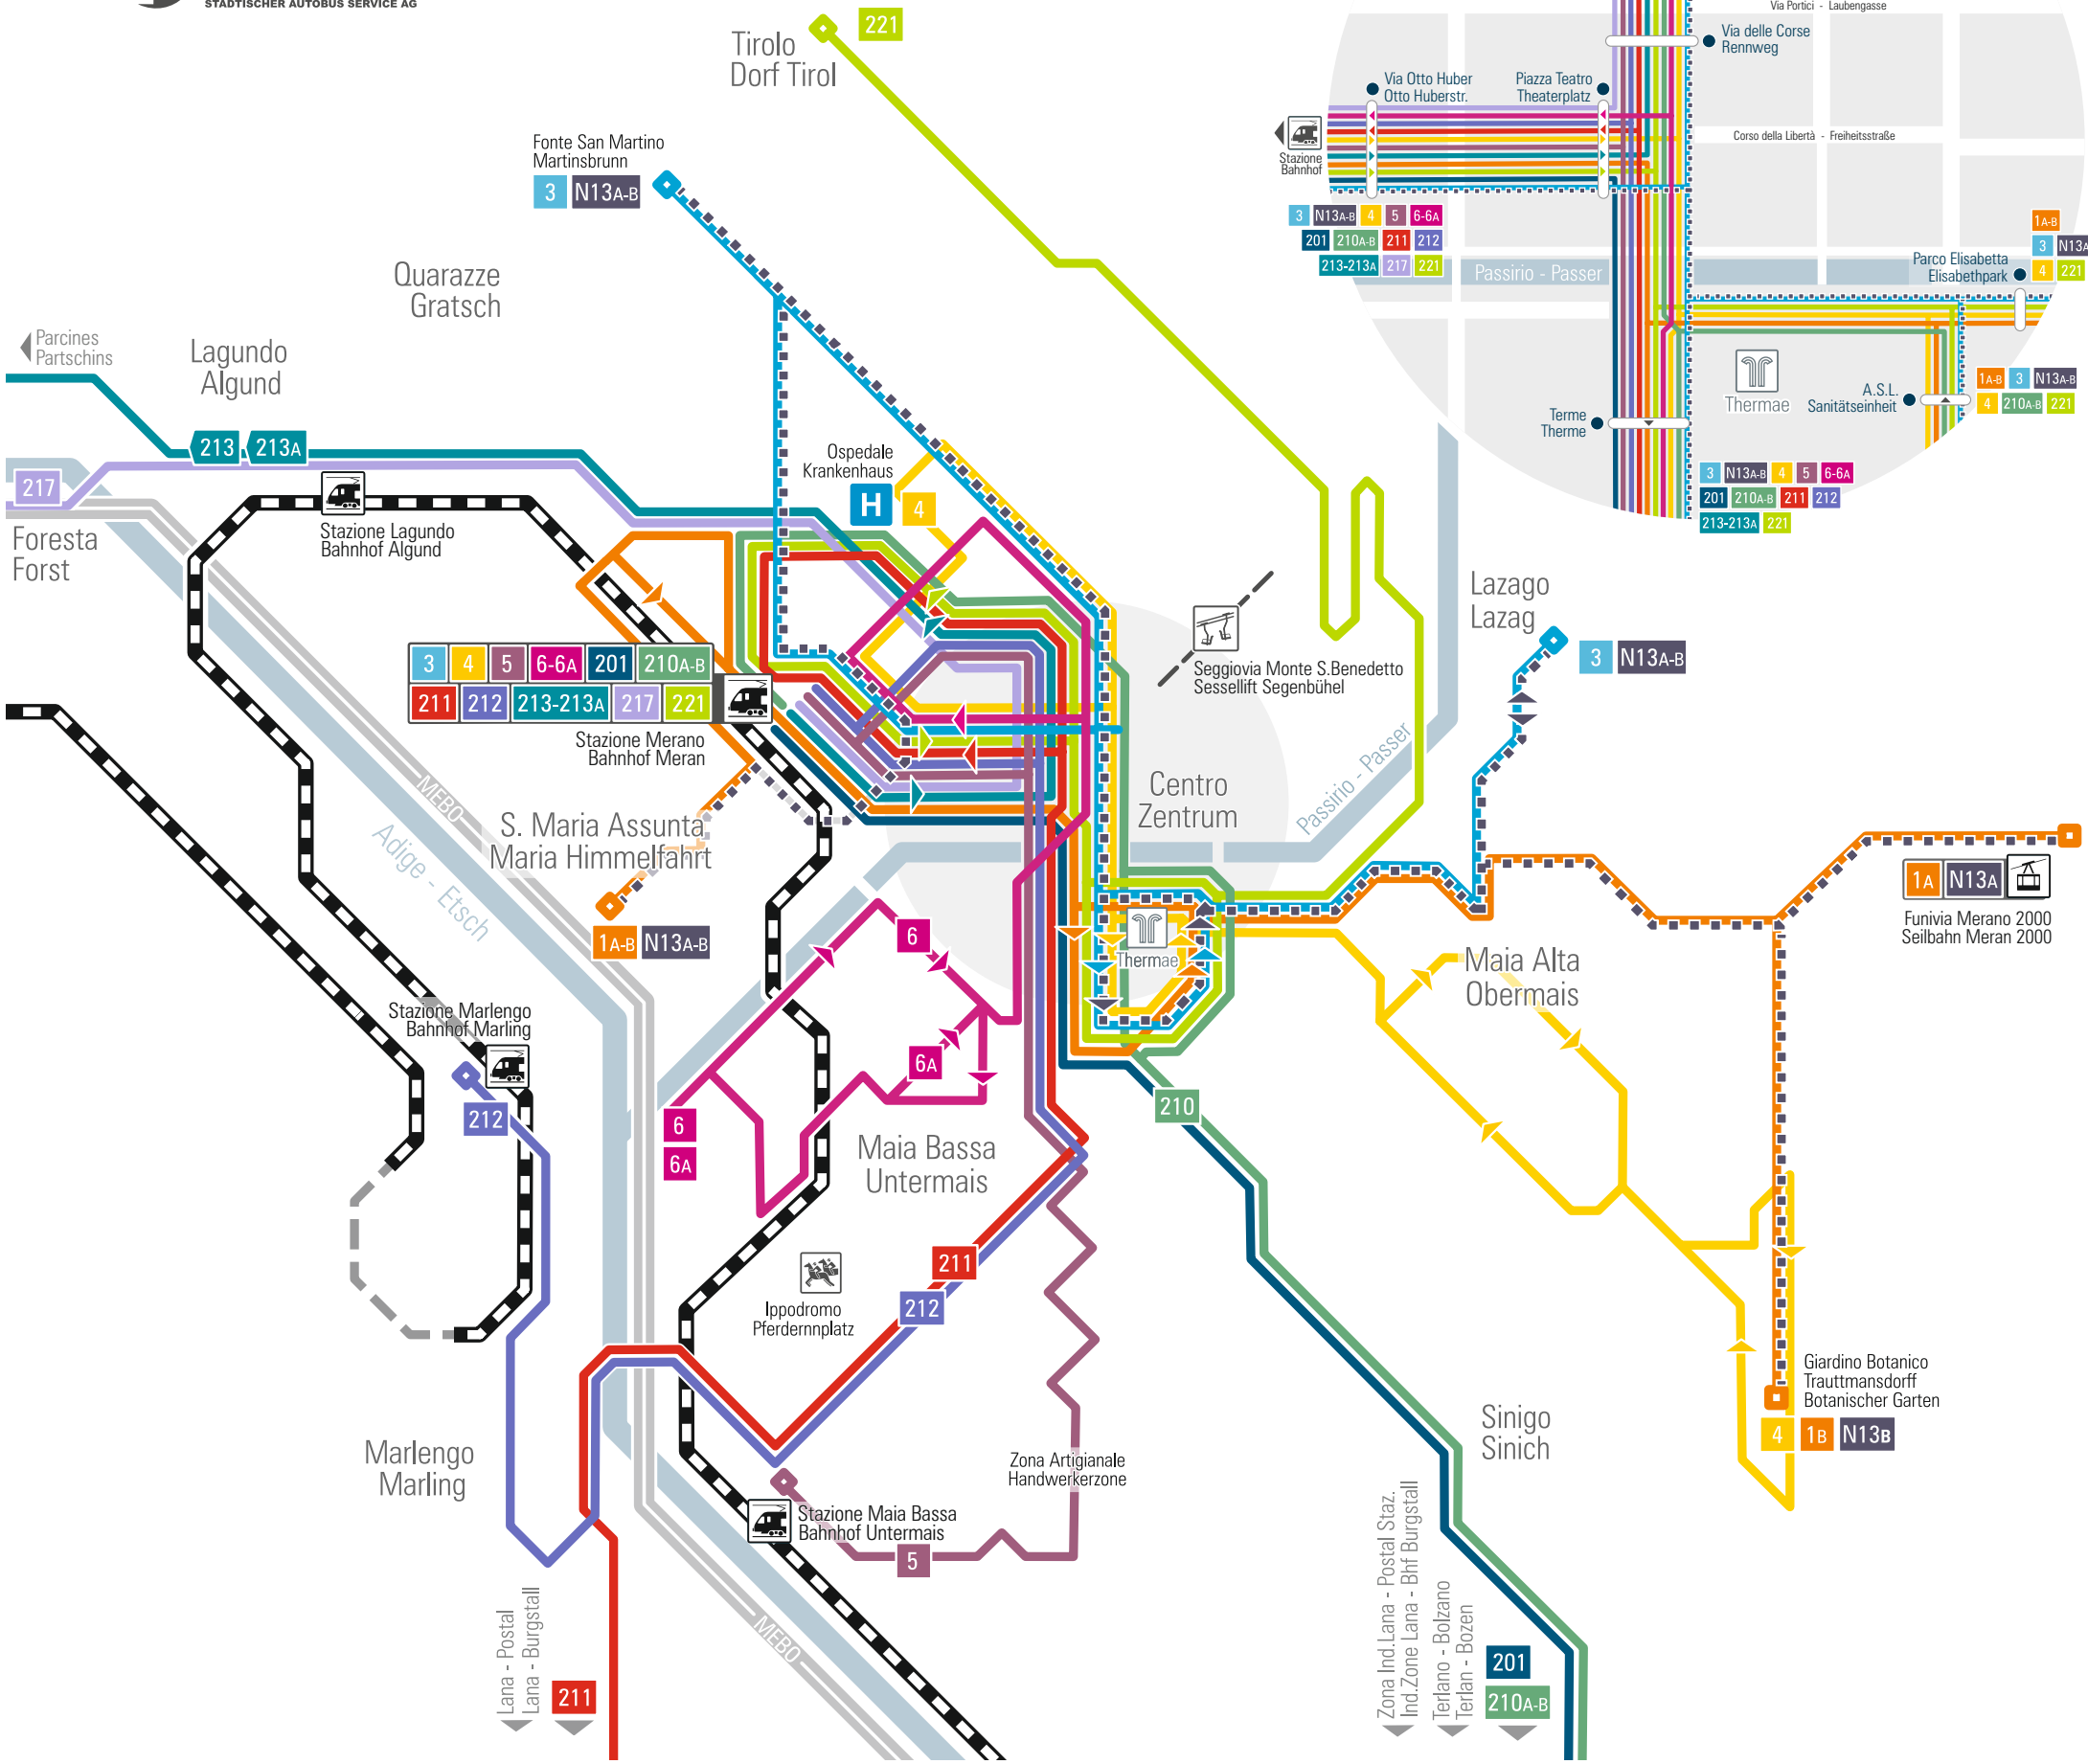 STÄDTISCHER AUTOBUS SERVICE AG
221
Tirolo
Dorf Tirol
Fonte San Martino
Martinsbrunn
3 N13A-B
Quarazze
Gratsch
Parcines
Partschins
Lagundo
Algund
213 213A
217
Foresta
Forst
Stazione Lagundo
Bahnhof Algund
Ospedale
Krankenhaus
H
4
3 4 5 6-6A 201 210A-B
211 212 213-213A 217 221
Stazione Merano
Bahnhof Meran
Seggiovia Monte S.Benedetto
Sessellift Segenbühel
Lazago
Lazag
3 N13A-B
Via Portici - Laubengasse
Via delle Corse
Rennweg
Via Otto Huber
Otto Huberstr.
Piazza Teatro
Theaterplatz
Corso della Libertà - Freiheitsstraße
Stazione
Bahnhof
3 N13A-B 4 5 6-6A
201 210A-B 211 212
213-213A 217 221
Passirio - Passer
Parco Elisabetta
Elisabethpark
1A-B
3 N13A
4 221
Thermae
A.S.L.
Sanitätseinheit
1A-B 3 N13A-B
4 210A-B 221
Terme
Therme
3 N13A-B 4 5 6-6A
201 210A-B 211 212
213-213A 221
MEBO
Adige - Etsch
S. Maria Assunta
Maria Himmelfahrt
1A-B N13A-B
Centro
Zentrum
Passirio - Passer
Thermae
1A N13A
Funivia Merano 2000
Seilbahn Meran 2000
Maia Alta
Obermais
6
6A
6
6A
Stazione Marlengo
Bahnhof Marling
212
210
Maia Bassa
Untermais
211
212
Ippodromo
Pferdernnplatz
Giardino Botanico
Trauttmansdorff
Botanischer Garten
4 1B N13B
Sinigo
Sinich
Marlengo
Marling
Zona Artigianale
Handwerkerzone
Stazione Maia Bassa
Bahnhof Untermais
5
MEBO
Lana - Postal
Lana - Burgstall
211
Zona Ind.Lana - Postal Staz.
Ind.Zone Lana - Bhf Burgstall
Terlano - Bolzano
Terlan - Bozen
201
210A-B